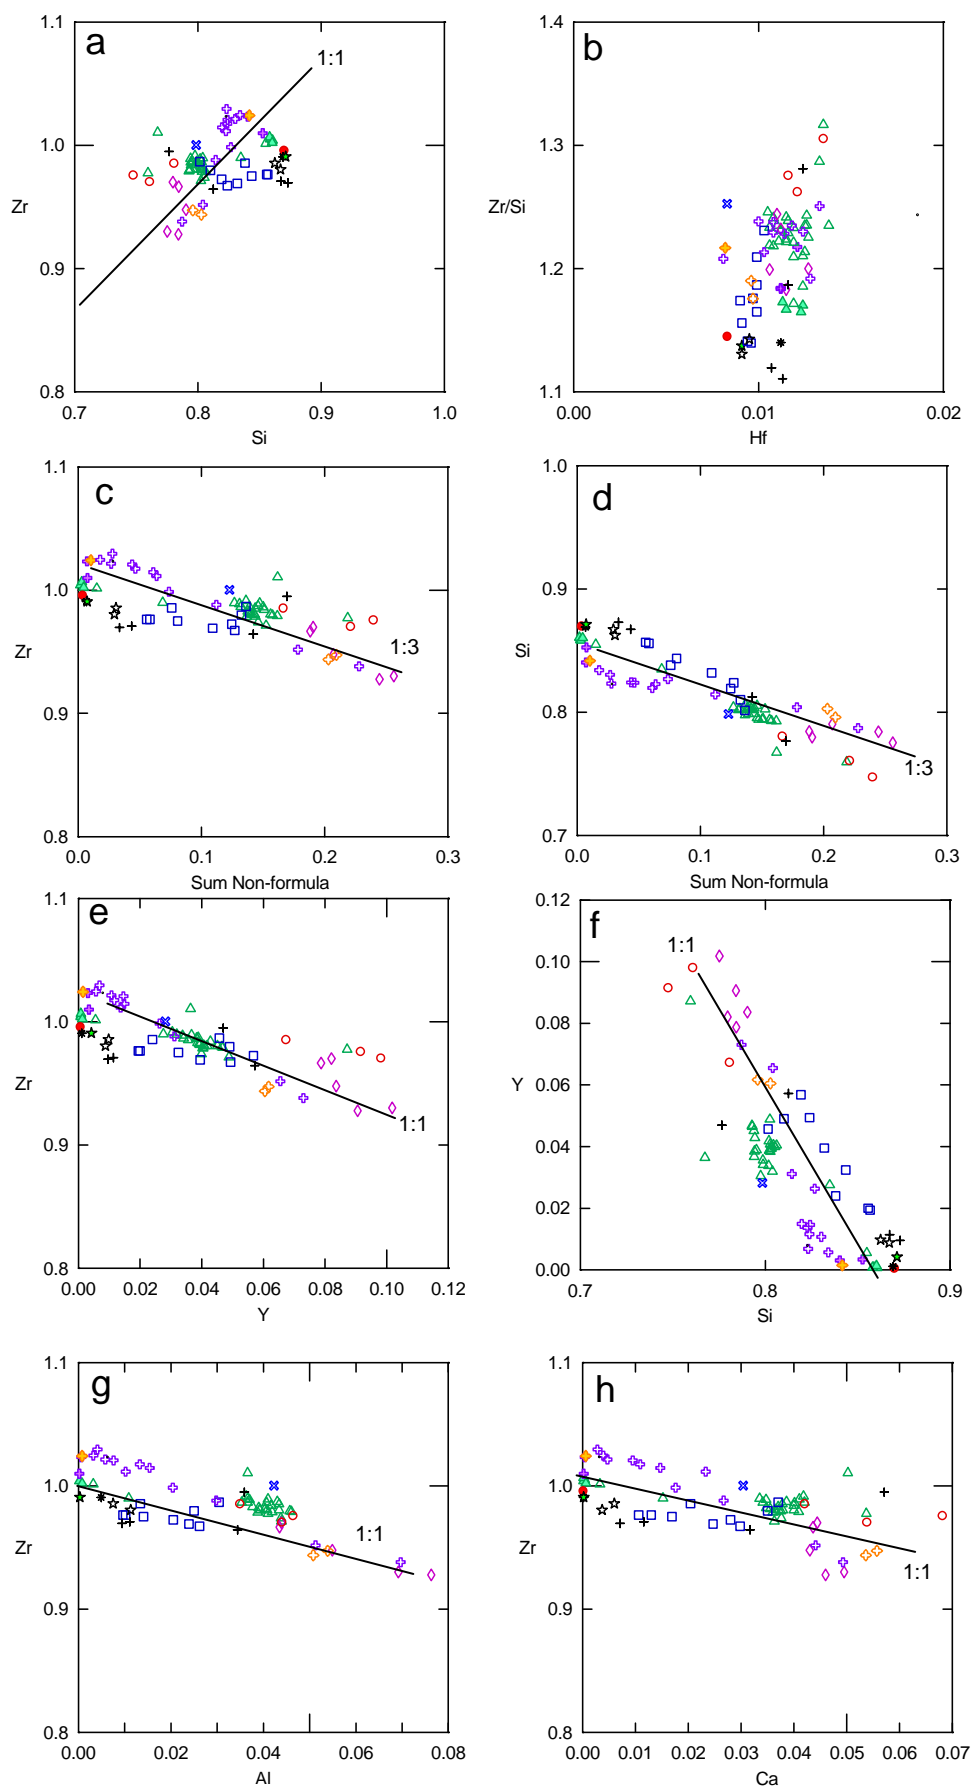 a
1.1
1.0
Zr
0.9
0.8
1:1
0.7 0.8 0.9 1.0
Si
b
1.4
1.3
Zr/Si
1.2
1.1
0.00 0.01 0.02
Hf
c
1.1
1.0
Zr
0.9
0.8
1:3
0.0 0.1 0.2 0.3
Sum Non-formula
d
1.0
0.9
Si
0.8
0.7
1:3
0.0 0.1 0.2 0.3
Sum Non-formula
e
1.1
1.0
Zr
0.9
0.8
1:1
0.00 0.02 0.04 0.06 0.08 0.10 0.12
Y
f
0.12
0.10
0.08
Y
0.06
0.04
0.02
0.00
1:1
0.7 0.8 0.9
Si
g
1.1
1.0
Zr
0.9
0.8
1:1
0.00 0.02 0.04 0.06 0.08
Al
h
1.1
1.0
Zr
0.9
0.8
1:1
0.00 0.01 0.02 0.03 0.04 0.05 0.06 0.07
Ca